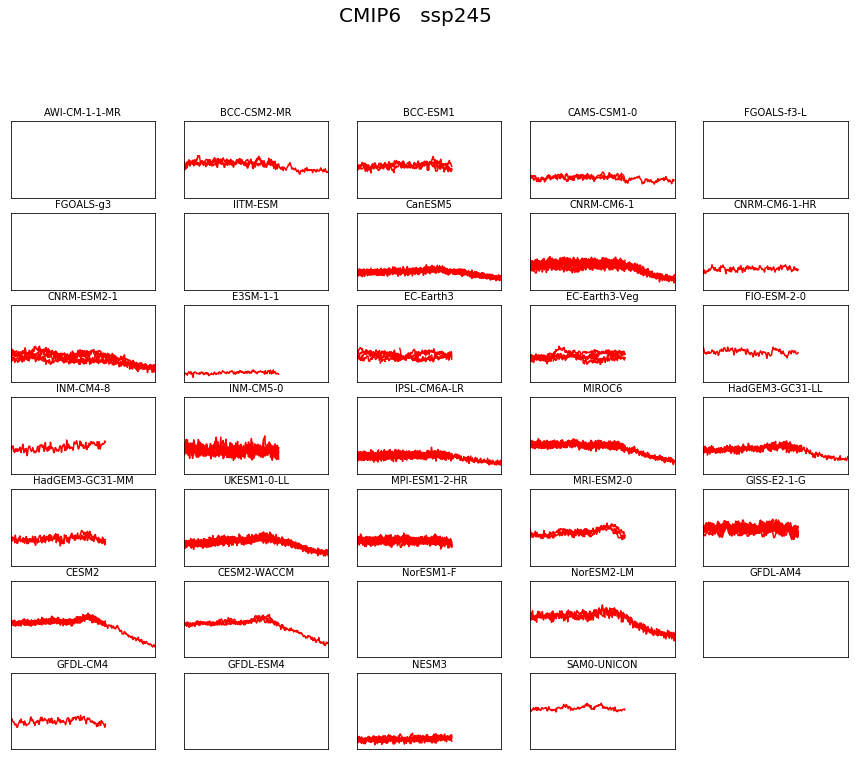 CMIP6 ssp245
AWI-CM-1-1-MR BCC-CSM2-MR BCC-ESM1 CAMS-CSM1-0 FGOALS-f3-L
FGOALS-g3 IITM-ESM CanESM5 CNRM-CM6-1 CNRM-CM6-1-HR
CNRM-ESM2-1 E3SM-1-1 EC-Earth3 EC-Earth3-Veg FIO-ESM-2-0
INM-CM4-8 INM-CM5-0 IPSL-CM6A-LR MIROC6 HadGEM3-GC31-LL
HadGEM3-GC31-MM UKESM1-0-LL MPI-ESM1-2-HR MRI-ESM2-0 GISS-E2-1-G
CESM2 CESM2-WACCM NorESM1-F NorESM2-LM GFDL-AM4
GFDL-CM4 GFDL-ESM4 NESM3 SAM0-UNICON